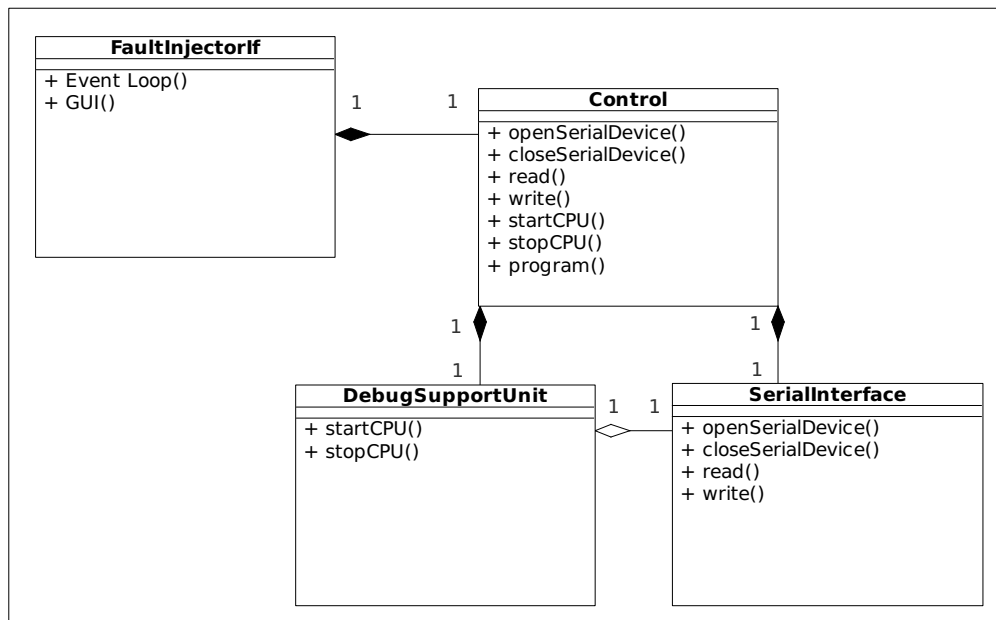 FaultInjectorIf
+ Event Loop()
+ GUI()
1
1
Control
+ openSerialDevice()
+ closeSerialDevice()
+ read()
+ write()
+ startCPU()
+ stopCPU()
+ program()
1
1
1
1
DebugSupportUnit
+ startCPU()
+ stopCPU()
1
1
SerialInterface
+ openSerialDevice()
+ closeSerialDevice()
+ read()
+ write()